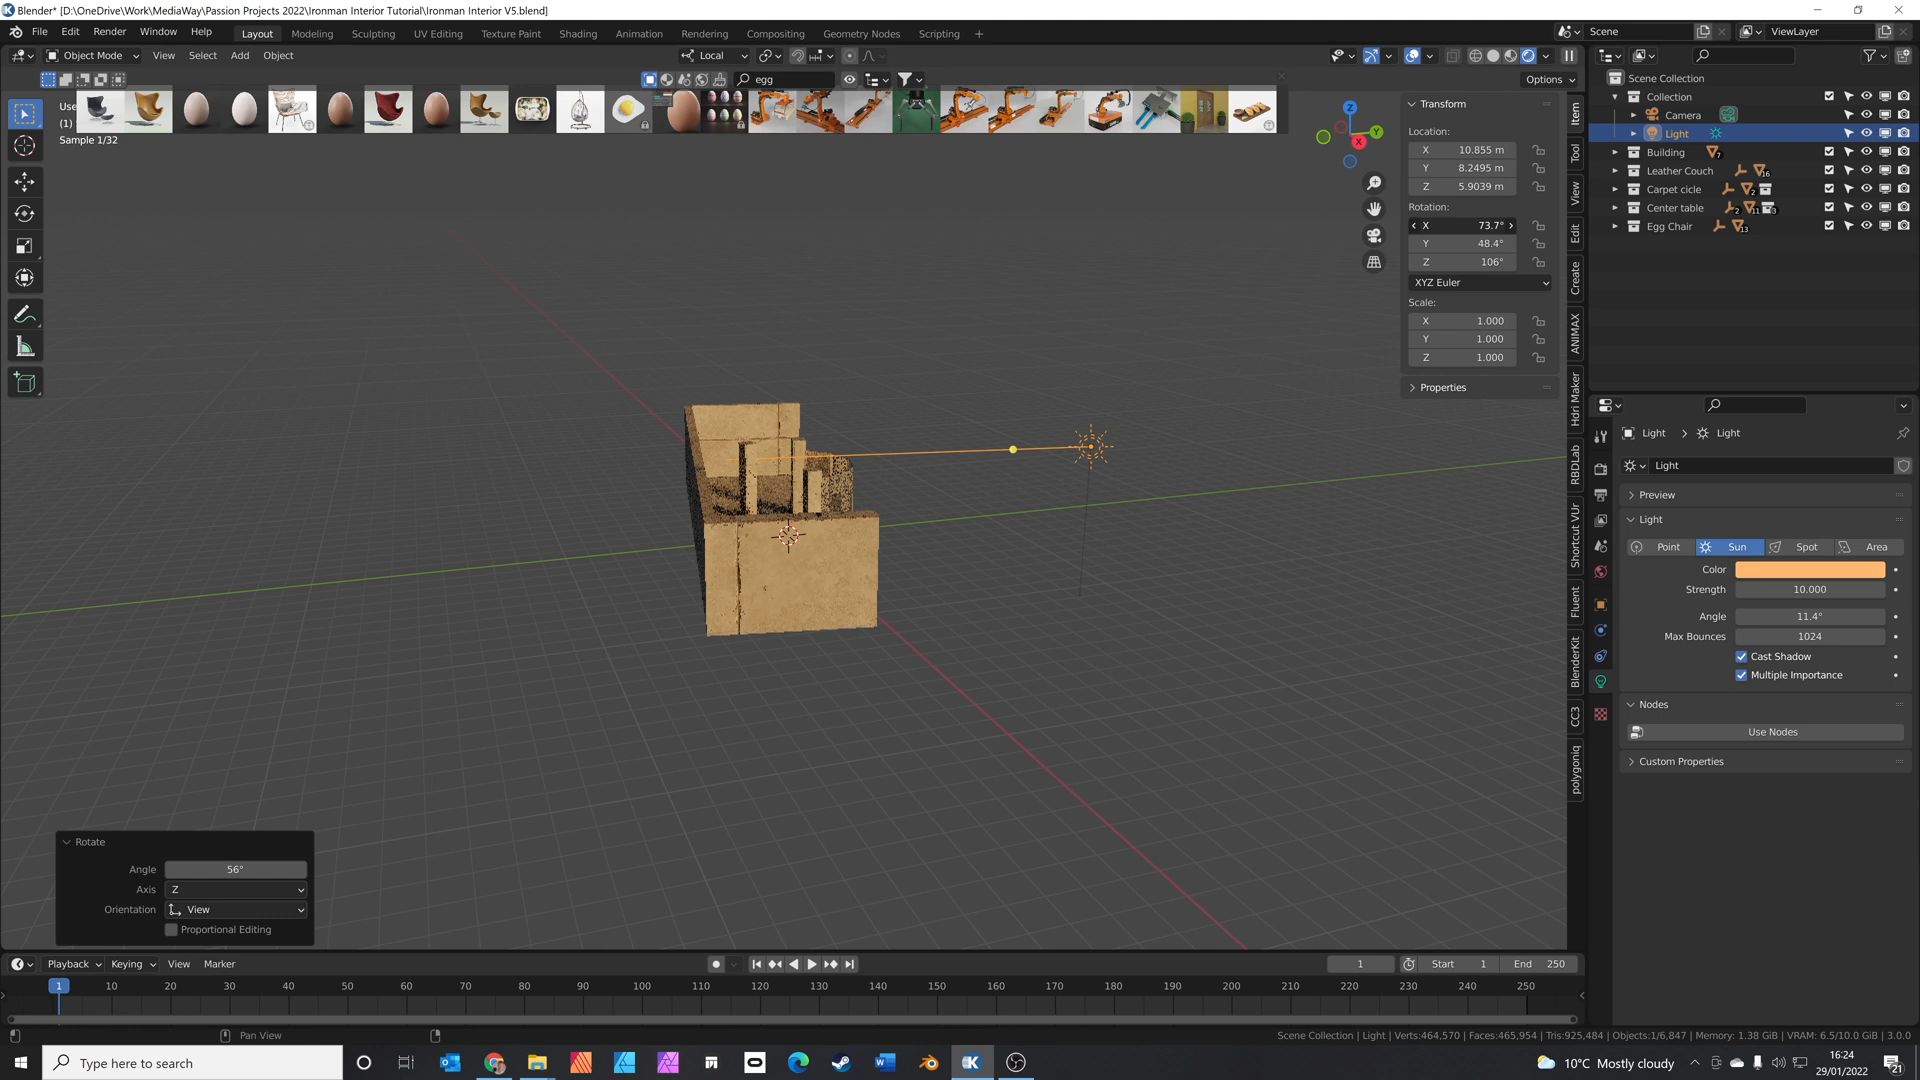 Blender* [D:\OneDrive\Work\MediaWay\Passion Projects 2022\Ironman Interior Tutorial\Ironman Interior V5.blend]
File Edit Render Window Help Layout Modeling Sculpting UV Editing Texture Paint Shading Animation Rendering Compositing Geometry Nodes Scripting + Scene ViewLayer
Object Mode View Select Add Object Local
egg Options
Use
(1)
Sample 1/32
Z
Y
X
Transform
Location:
X 10.855 m
Y 8.2495 m
Z 5.9039 m
Rotation:
X 73.7°
Y 48.4°
Z 106°
XYZ Euler
Scale:
X 1.000
Y 1.000
Z 1.000
Properties
Item
Tool
View
Edit
Create
ANIMAX
Hdri Maker
RBDLab
Shortcut VUr
Fluent
BlenderKit
CC3
polygoniq
Scene Collection
Collection
Camera
Light
Building 7
Leather Couch 16
Carpet cicle 2
Center table 2 11 3
Egg Chair 13
Light Light
Light
Preview
Light
Point Sun Spot Area
Color
Strength 10.000
Angle 11.4°
Max Bounces 1024
Cast Shadow
Multiple Importance
Nodes
Use Nodes
Custom Properties
Rotate
Angle 56°
Axis Z
Orientation View
Proportional Editing
Playback Keying View Marker 1 Start 1 End 250
1 10 20 30 40 50 60 70 80 90 100 110 120 130 140 150 160 170 180 190 200 210 220 230 240 250
Pan View
Scene Collection | Light | Verts:464,570 | Faces:465,954 | Tris:925,484 | Objects:1/6,847 | Memory: 1.38 GiB | VRAM: 6.5/10.0 GiB | 3.0.0
Type here to search
10°C Mostly cloudy
16:24
29/01/2022
21